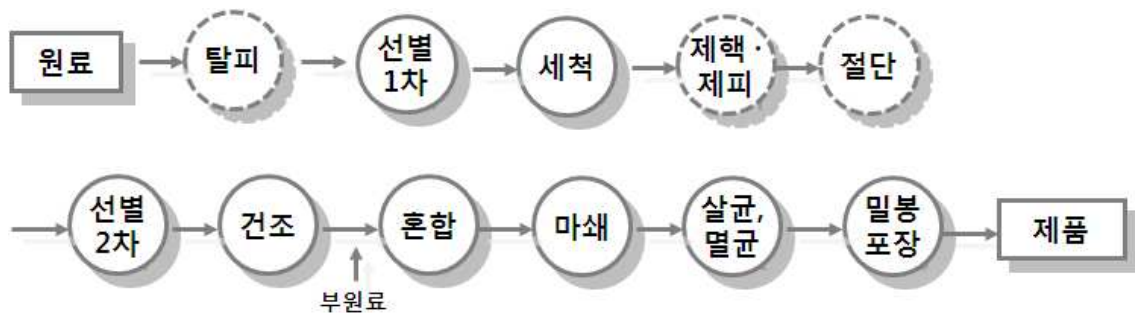 원료
탈피
선별
1차
세척
제핵 ·
제피
절단
선별
2차
건조
혼합
마쇄
살균,
멸균
밀봉
포장
제품
부원료